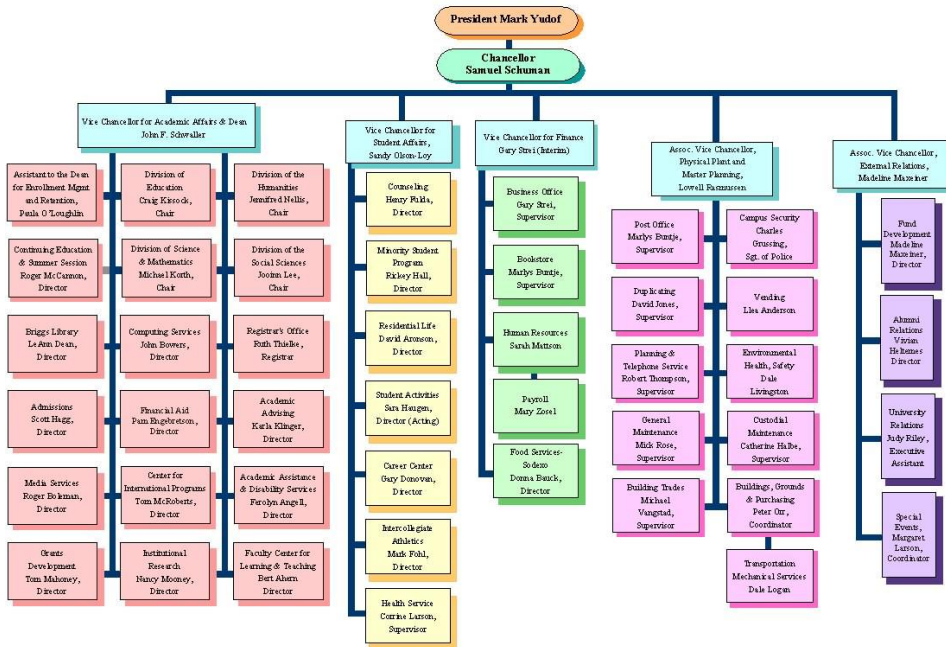 President Mark Yudof
Chancellor
Samuel Schuman
Vice Chancellor for Academic Affairs & Dean
John F. Schwaller
Assistant to the Dean
for Enrollment Mgmt
and Retention,
Paula O'Loughlin
Division of
Education
Craig Kissock,
Chair
Division of the
Humanities
Jennifred Nellis,
Chair
Continuing Education
& Summer Session
Roger McCannon,
Director
Division of Science
& Mathematics
Michael Korth,
Chair
Division of the
Social Sciences
Jooinn Lee,
Chair
Briggs Library
LeAnn Dean,
Director
Computing Services
John Bowers,
Director
Registrar's Office
Ruth Thielke,
Registrar
Admissions
Scott Hagg,
Director
Financial Aid
Pam Engebretson,
Director
Academic
Advising
Karla Klinger,
Director
Media Services
Roger Boleman,
Director
Center for
International Programs
Tom McRoberts,
Director
Academic Assistance
& Disability Services
Ferolyn Angell,
Director
Grants
Development
Tom Mahoney,
Director
Institutional
Research
Nancy Mooney,
Director
Faculty Center for
Learning & Teaching
Bert Ahern
Director
Vice Chancellor for
Student Affairs,
Sandy Olson-Loy
Counseling
Henry Fulda,
Director
Minority Student
Program
Rickey Hall,
Director
Residential Life
David Aronson,
Director
Student Activities
Sara Haugen,
Director (Acting)
Career Center
Gary Donovan,
Director
Intercollegiate
Athletics
Mark Fohl,
Director
Health Service
Corrine Larson,
Supervisor
Vice Chancellor for Finance
Gary Strei (Interim)
Business Office
Gary Strei,
Supervisor
Bookstore
Marlys Buntje,
Supervisor
Human Resources
Sarah Mattson
Payroll
Mary Zosel
Food Services-
Sodexo
Donna Bauck,
Director
Assoc. Vice Chancellor,
Physical Plant and
Master Planning,
Lowell Rasmussen
Post Office
Marlys Buntje,
Supervisor
Campus Security
Charles
Grussing,
Sgt. of Police
Duplicating
David Jones,
Supervisor
Vending
Llea Anderson
Planning &
Telephone Service
Robert Thompson,
Supervisor
Environmental
Health, Safety
Dale
Livingston
General
Maintenance
Mick Rose,
Supervisor
Custodial
Maintenance
Catherine Halbe,
Supervisor
Building Trades
Michael
Vangstad,
Supervisor
Buildings, Grounds
& Purchasing
Peter Orr,
Coordinator
Transportation
Mechanical Services
Dale Logan
Assoc. Vice Chancellor,
External Relations,
Madeline Maxeiner
Fund
Development
Madeline
Maxeiner,
Director
Alumni
Relations
Vivian
Heltemes
Director
University
Relations
Judy Riley,
Executive
Assistant
Special
Events,
Margaret
Larson,
Coordinator